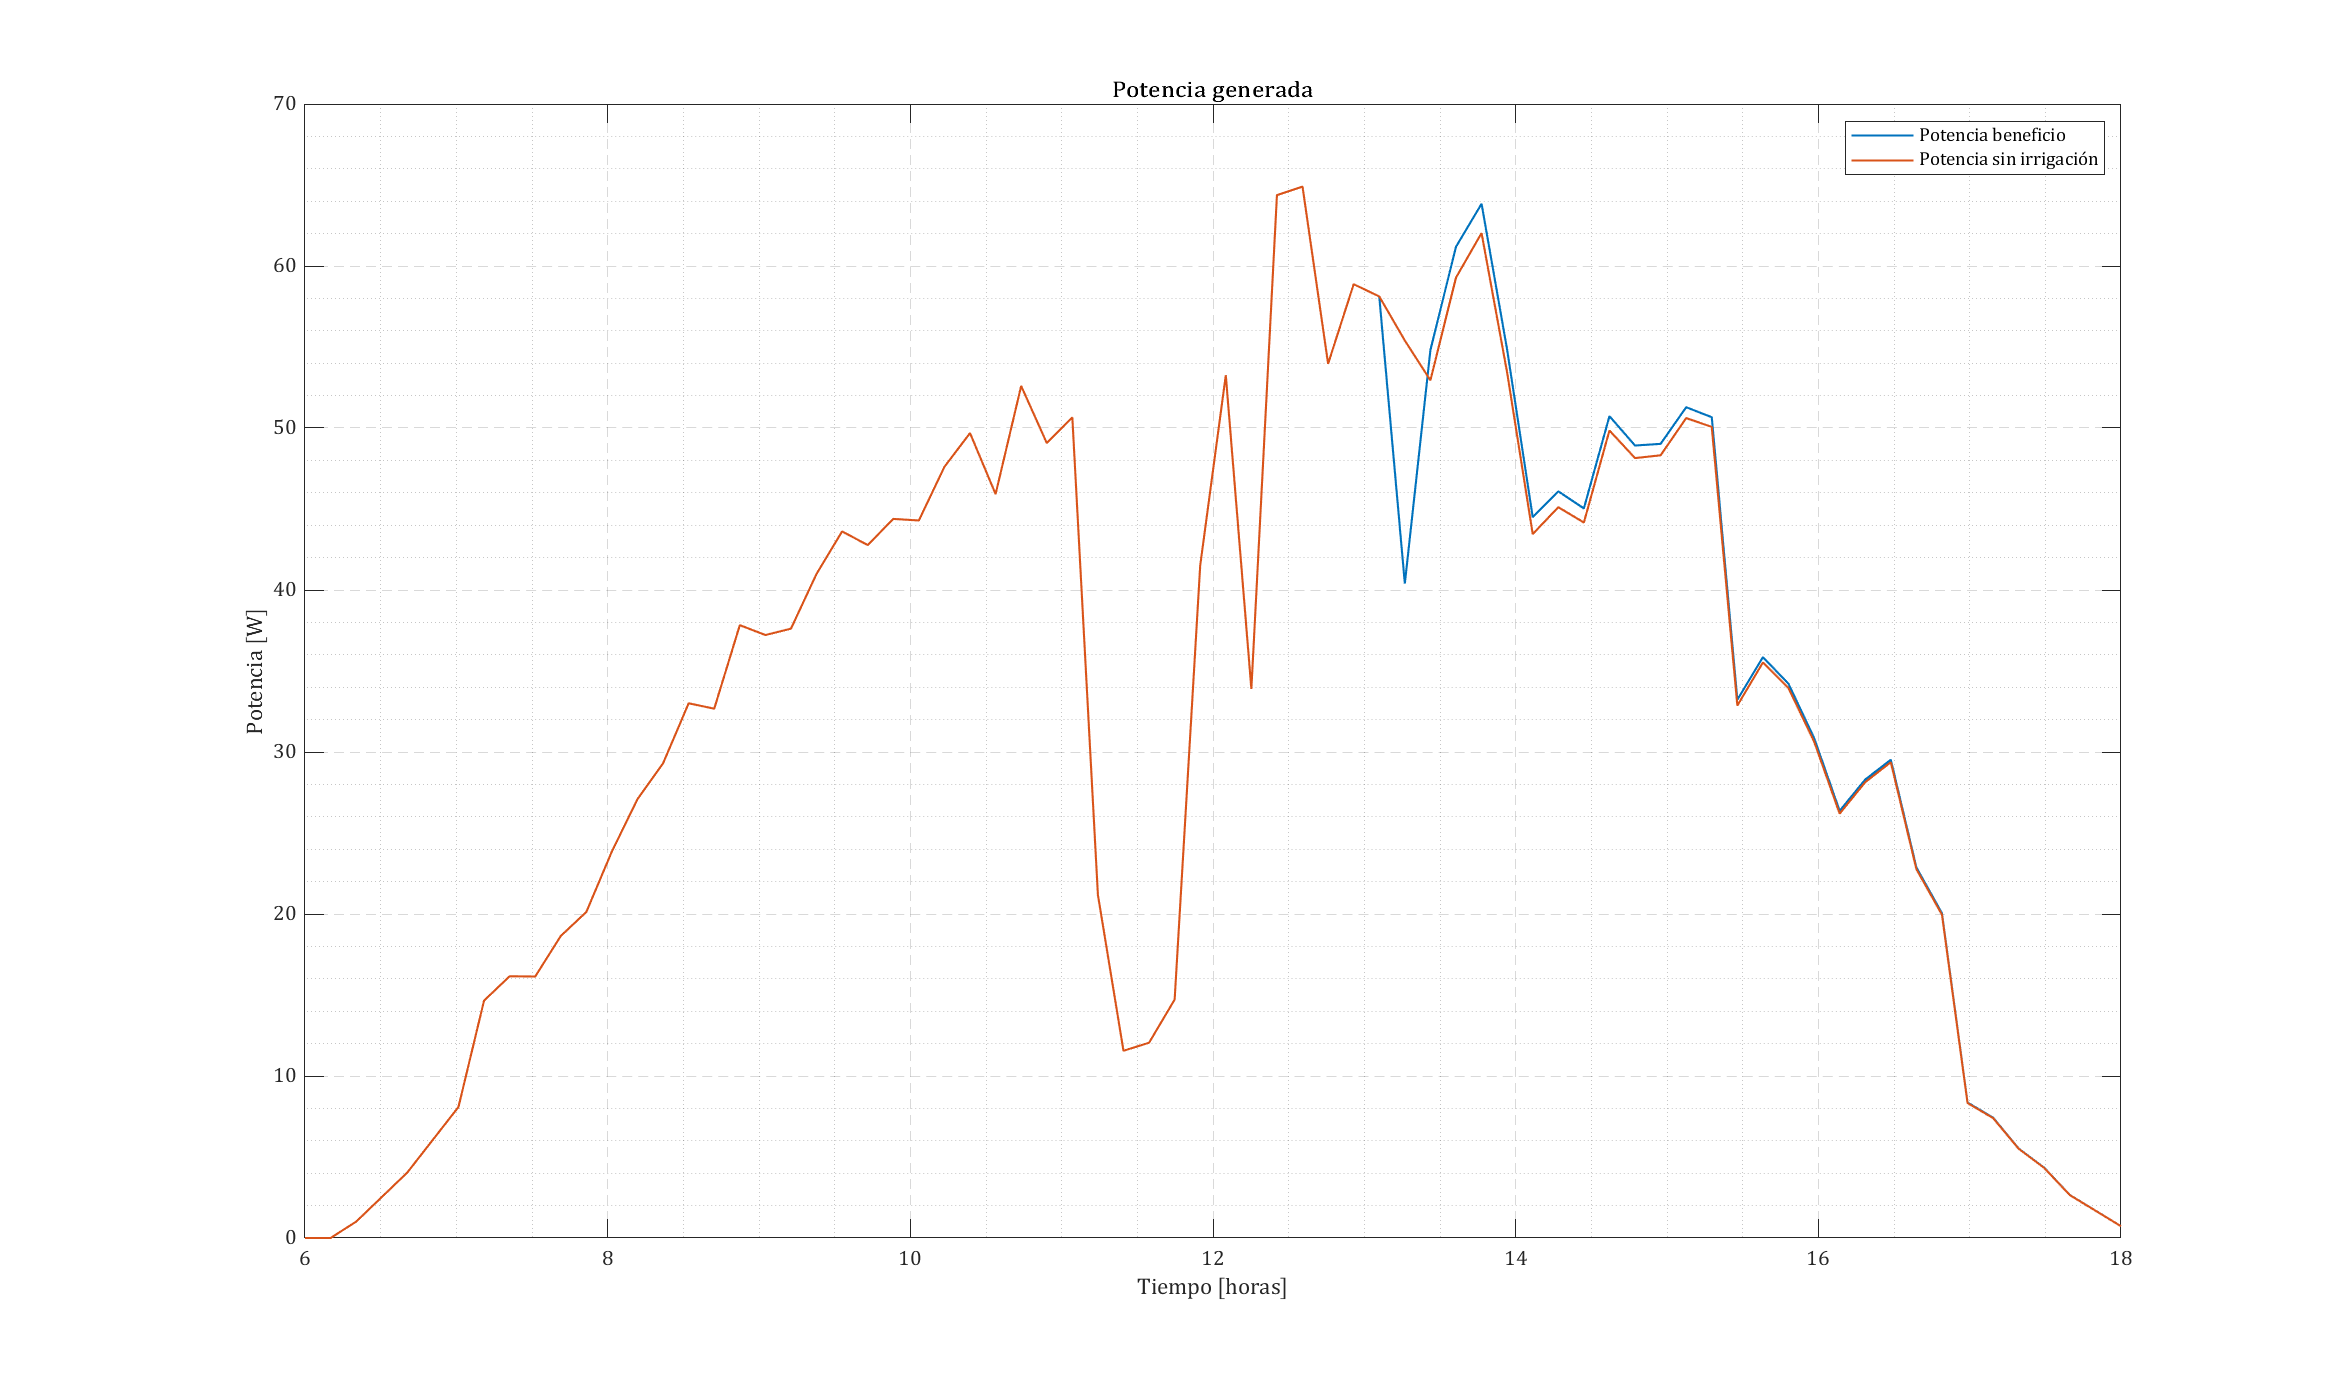 Potencia generada
70
60
50
40
30
20
10
0
Potencia [W]
Potencia beneficio
Potencia sin irrigación
6 8 10 12 14 16 18
Tiempo [horas]